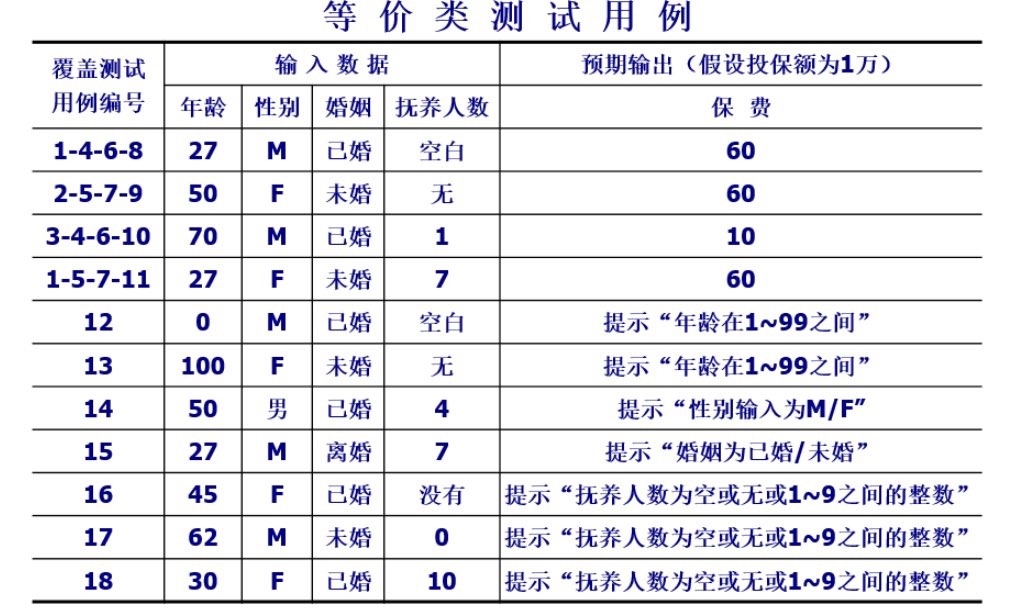 等价类测试用例
覆盖测试用例编号 输入数据 预期输出（假设投保额为1万）
年龄 性别 婚姻 抚养人数 保费
1-4-6-8 27 M 已婚 空白 60
2-5-7-9 50 F 未婚 无 60
3-4-6-10 70 M 已婚 1 10
1-5-7-11 27 F 未婚 7 60
12 0 M 已婚 空白 提示“年龄在1~99之间”
13 100 F 未婚 无 提示“年龄在1~99之间”
14 50 男 已婚 4 提示“性别输入为M/F”
15 27 M 离婚 7 提示“婚姻为已婚/未婚”
16 45 F 已婚 没有 提示“抚养人数为空或无或1~9之间的整数”
17 62 M 未婚 0 提示“抚养人数为空或无或1~9之间的整数”
18 30 F 已婚 10 提示“抚养人数为空或无或1~9之间的整数”